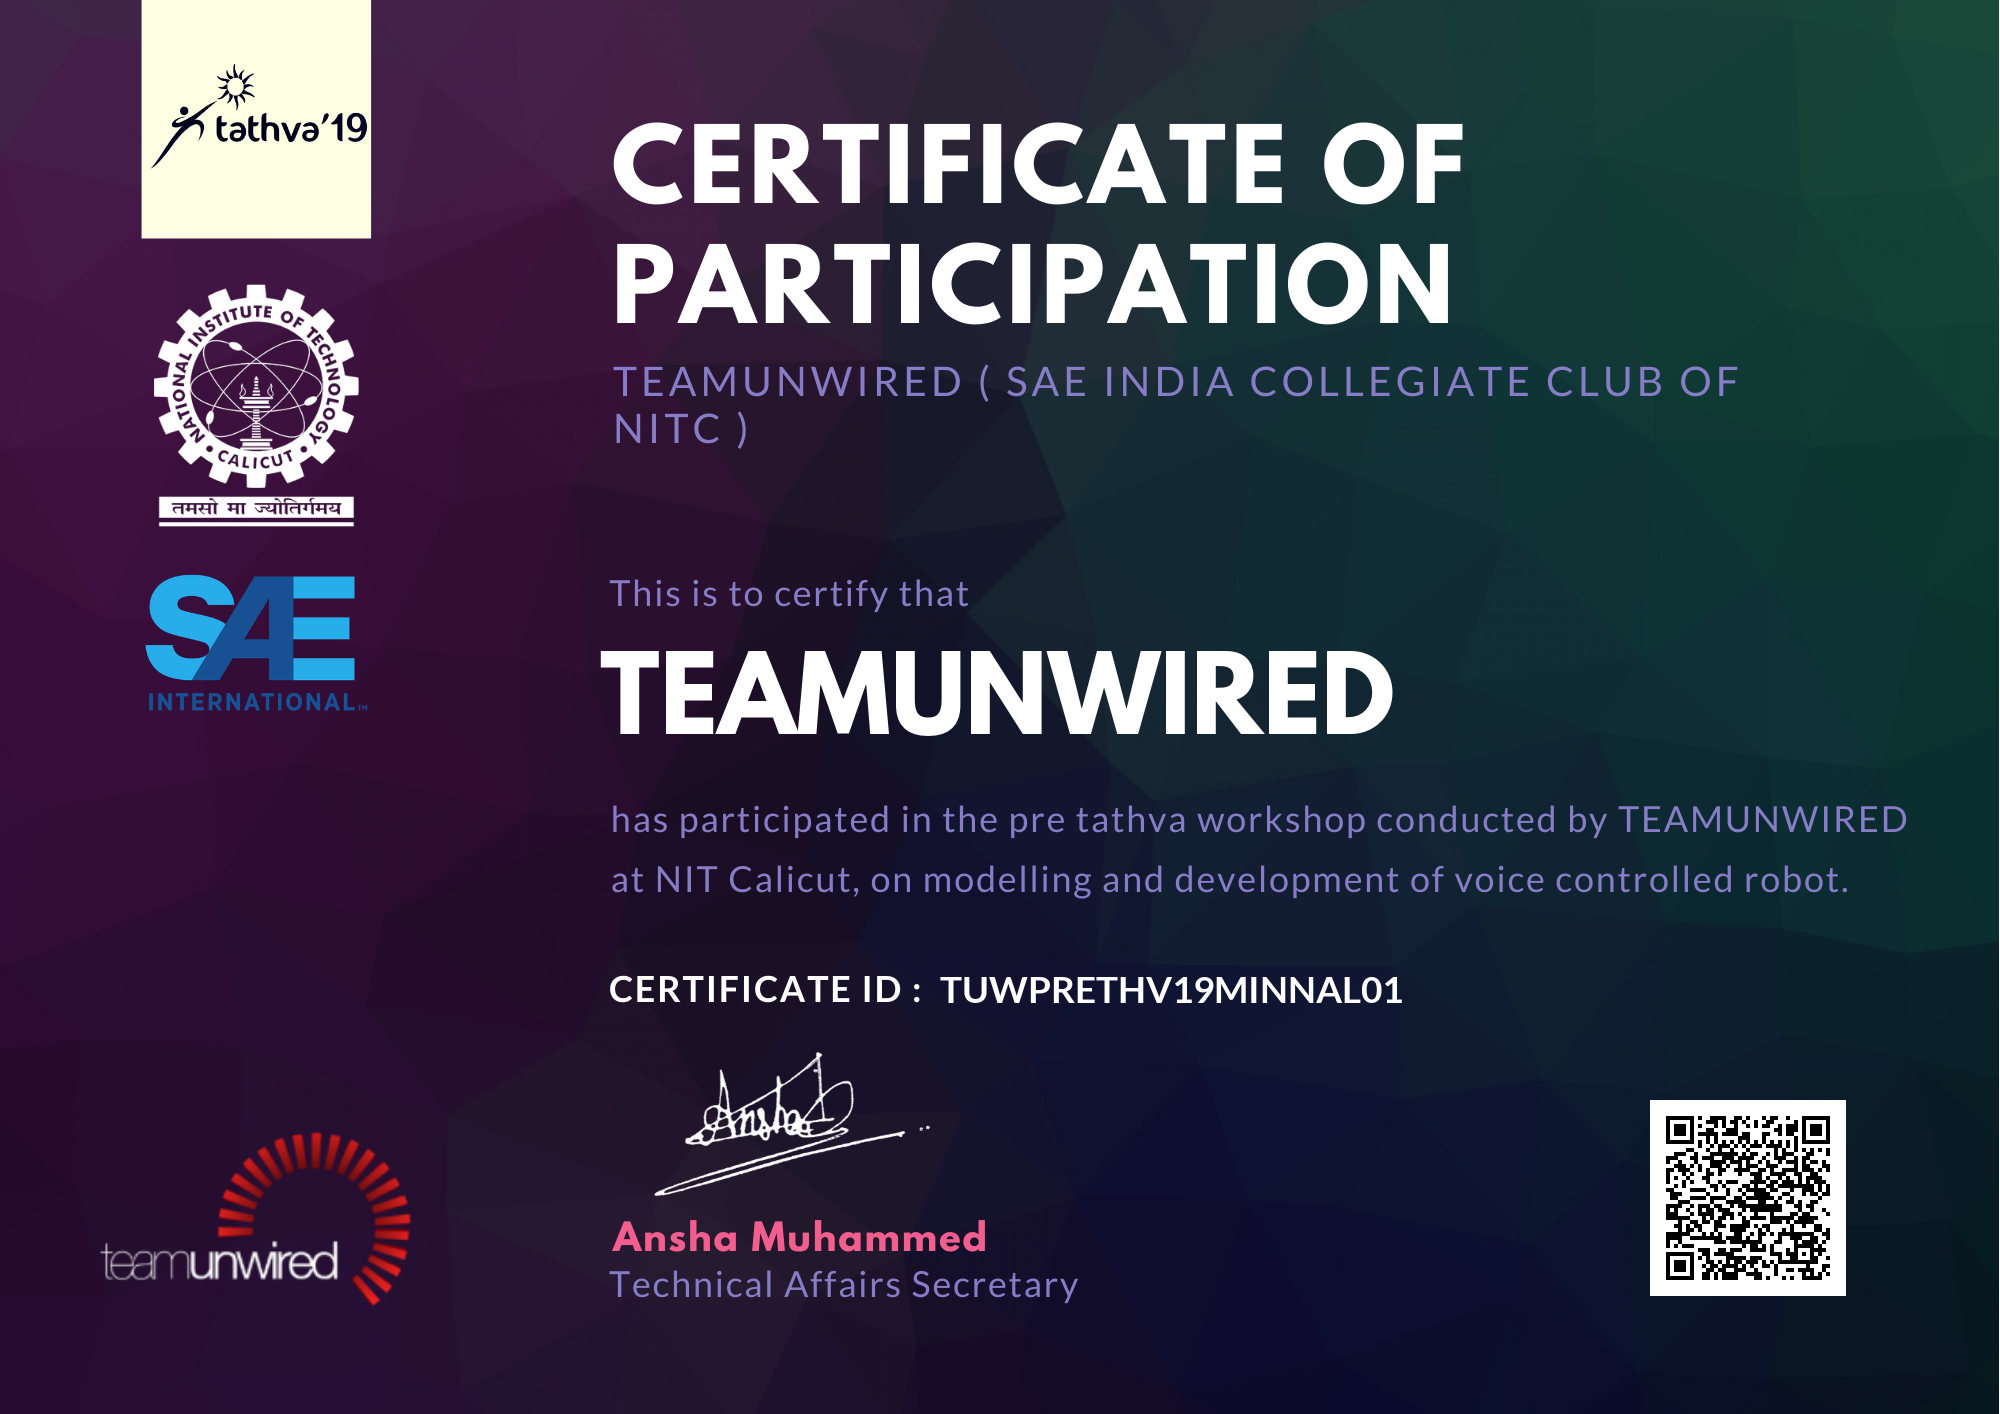 tathva'19
NATIONAL INSTITUTE OF TECHNOLOGY
• CALICUT •
तमसो मा ज्योतिर्गमय
SAE
INTERNATIONAL™
CERTIFICATE OF
PARTICIPATION
TEAMUNWIRED ( SAE INDIA COLLEGIATE CLUB OF
NITC )
This is to certify that
TEAMUNWIRED
has participated in the pre tathva workshop conducted by TEAMUNWIRED
at NIT Calicut, on modelling and development of voice controlled robot.
CERTIFICATE ID : TUWPRETHV19MINNAL01
Ansha
Ansha Muhammed
Technical Affairs Secretary
teamunwired